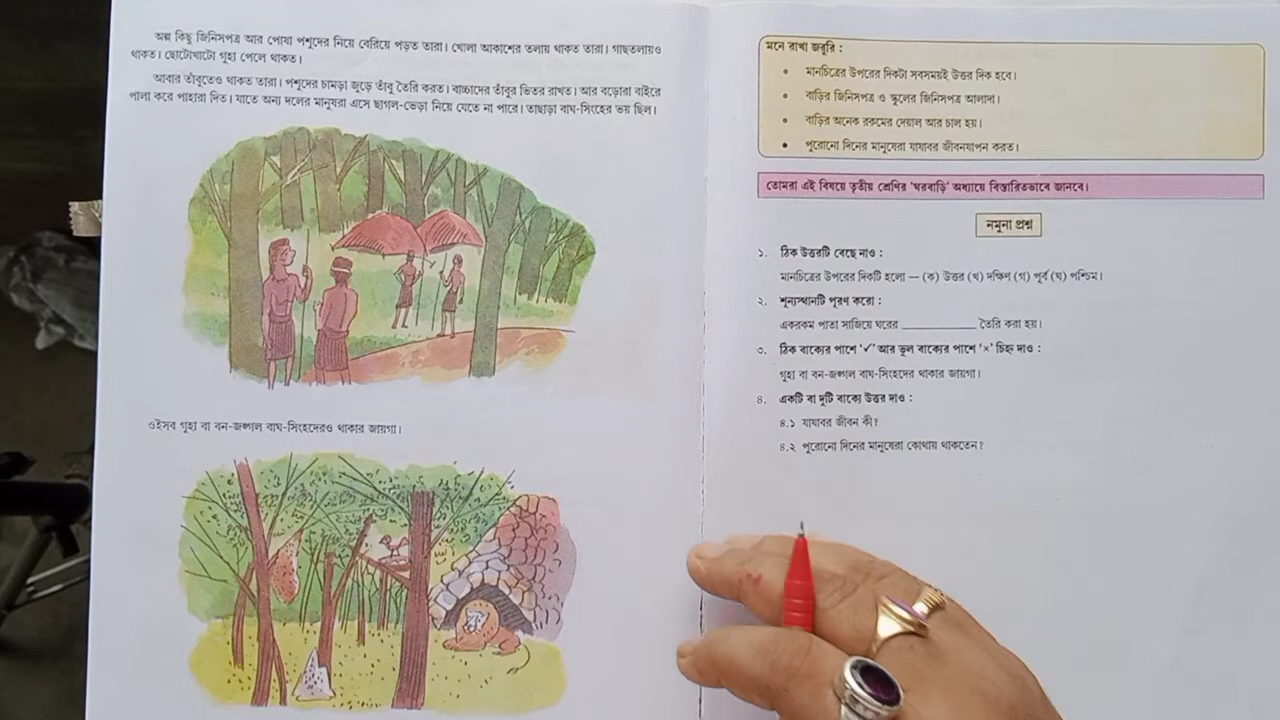 অল্প কিছু জিনিসপত্র আর পোষা পশুদের নিয়ে বেরিয়ে পড়ত তারা। খোলা আকাশের তলায় থাকত তারা। গাছতলায়ও
থাকত। ছোটোখাটো গুহা পেলে থাকত।
আবার তাঁবুতেও থাকত তারা। পশুদের চামড়া জুড়ে তাঁবু তৈরি করত। বাচ্চাদের তাঁবুর ভিতর রাখত। আর বড়োরা বাইরে
পালা করে পাহারা দিত। যাতে অন্য দলের মানুষরা এসে ছাগল-ভেড়া নিয়ে যেতে না পারে। তাছাড়া বাঘ-সিংহের ভয় ছিল।
ওইসব গুহা বা বন-জঙ্গল বাঘ-সিংহদেরও থাকার জায়গা।
মনে রাখা জরুরি :
• মানচিত্রের উপরের দিকটা সবসময়ই উত্তর দিক হবে।
• বাড়ির জিনিসপত্র ও স্কুলের জিনিসপত্র আলাদা।
• বাড়ির অনেক রকমের দেয়াল আর চাল হয়।
• পুরোনো দিনের মানুষেরা যাযাবর জীবনযাপন করত।
তোমরা এই বিষয়ে তৃতীয় শ্রেণির ‘ঘরবাড়ি’ অধ্যায়ে বিস্তারিতভাবে জানবে।
নমুনা প্রশ্ন
১. ঠিক উত্তরটি বেছে নাও :
মানচিত্রের উপরের দিকটি হলো — (ক) উত্তর (খ) দক্ষিণ (গ) পূর্ব (ঘ) পশ্চিম।
২. শূন্যস্থানটি পূরণ করো :
একরকম পাতা সাজিয়ে ঘরের ____________ তৈরি করা হয়।
৩. ঠিক বাক্যের পাশে ‘✓’ আর ভুল বাক্যের পাশে ‘×’ চিহ্ন দাও :
গুহা বা বন-জঙ্গল বাঘ-সিংহদের থাকার জায়গা।
৪. একটি বা দুটি বাক্যে উত্তর দাও :
৪.১ যাযাবর জীবন কী?
৪.২ পুরোনো দিনের মানুষেরা কোথায় থাকতেন?